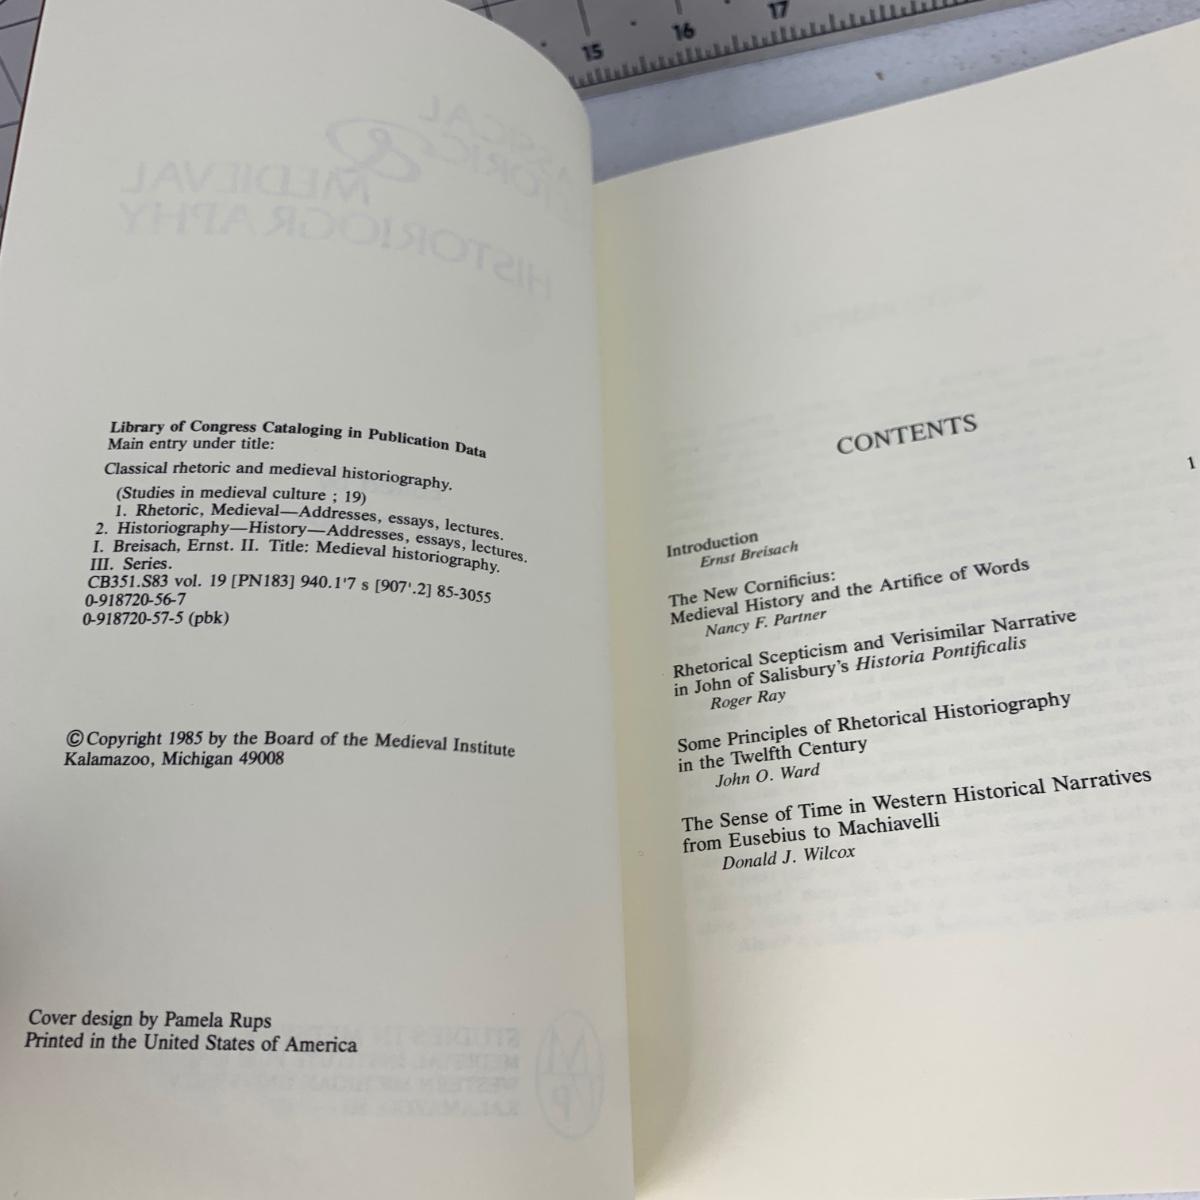 15 16 17
Library of Congress Cataloging in Publication Data
Main entry under title:
Classical rhetoric and medieval historiography.
(Studies in medieval culture ; 19)
1. Rhetoric, Medieval—Addresses, essays, lectures.
2. Historiography—History—Addresses, essays, lectures.
I. Breisach, Ernst. II. Title: Medieval historiography.
III. Series.
CB351.S83 vol. 19 [PN183] 940.1'7 s [907'.2] 85-3055
0-918720-56-7
0-918720-57-5 (pbk)
© Copyright 1985 by the Board of the Medieval Institute
Kalamazoo, Michigan 49008
Cover design by Pamela Rups
Printed in the United States of America
CONTENTS
1
Introduction
Ernst Breisach
The New Cornificius:
Medieval History and the Artifice of Words
Nancy F. Partner
Rhetorical Scepticism and Verisimilar Narrative
in John of Salisbury's Historia Pontificalis
Roger Ray
Some Principles of Rhetorical Historiography
in the Twelfth Century
John O. Ward
The Sense of Time in Western Historical Narratives
from Eusebius to Machiavelli
Donald J. Wilcox